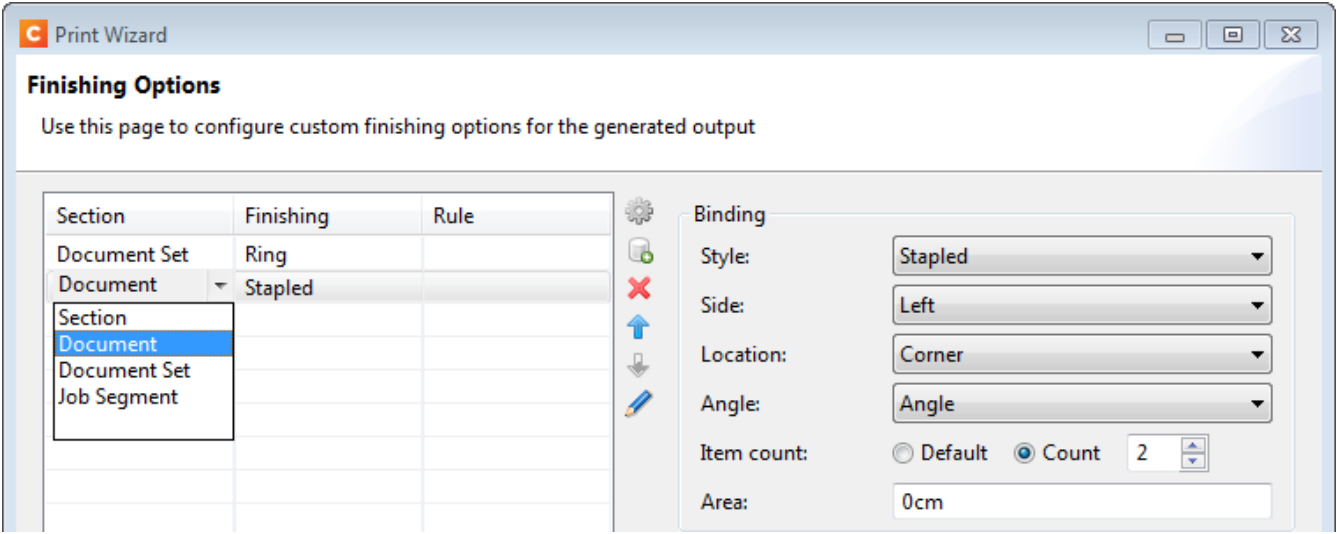 C Print Wizard
Finishing Options
Use this page to configure custom finishing options for the generated output
Section Finishing Rule
Document Set Ring
Document Stapled
Section
Document
Document Set
Job Segment
Binding
Style: Stapled
Side: Left
Location: Corner
Angle: Angle
Item count: Default Count 2
Area: 0cm